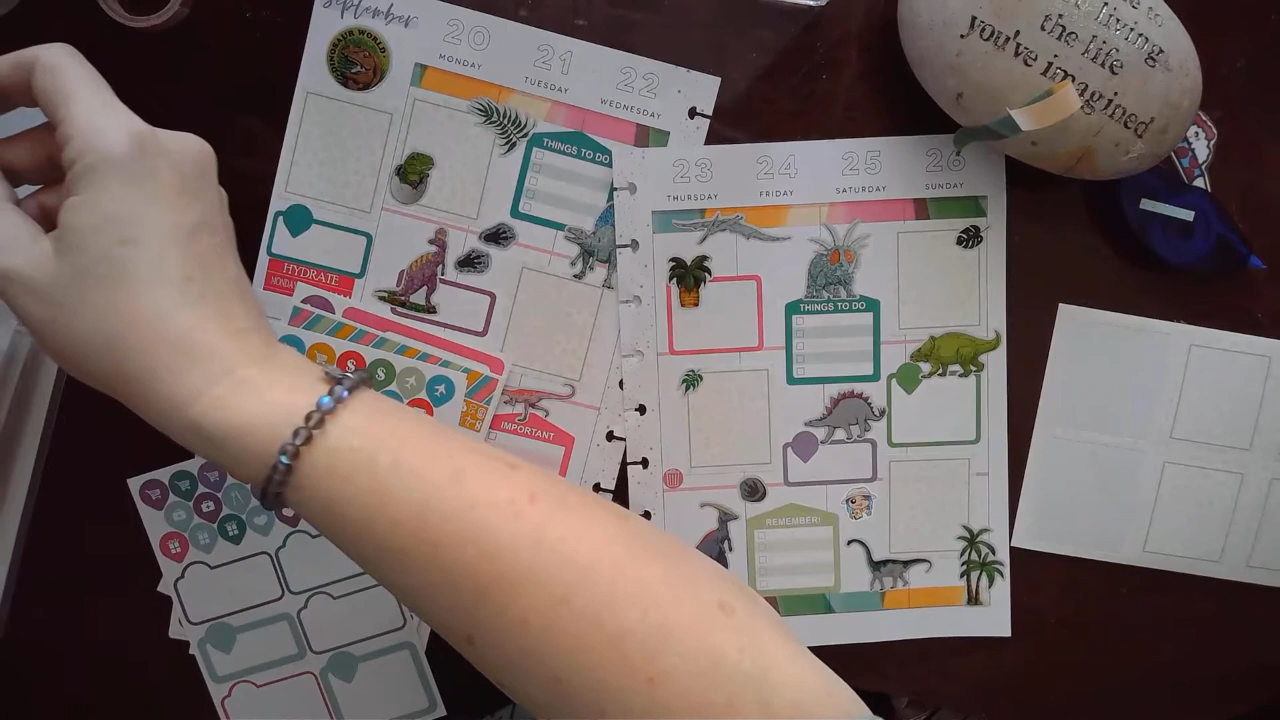 September
DINOSAUR WORLD
20
MONDAY
21
TUESDAY
22
WEDNESDAY
THINGS TO DO
HYDRATE
IMPORTANT
23
THURSDAY
24
FRIDAY
25
SATURDAY
26
SUNDAY
THINGS TO DO
REMEMBER!
to
living
the life
you've imagined